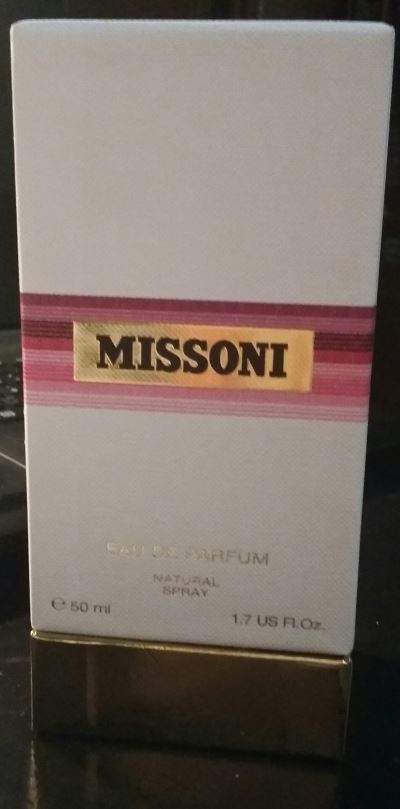 MISSONI
EAU DE PARFUM
NATURAL
SPRAY
℮ 50 ml
1.7 US Fl.Oz.